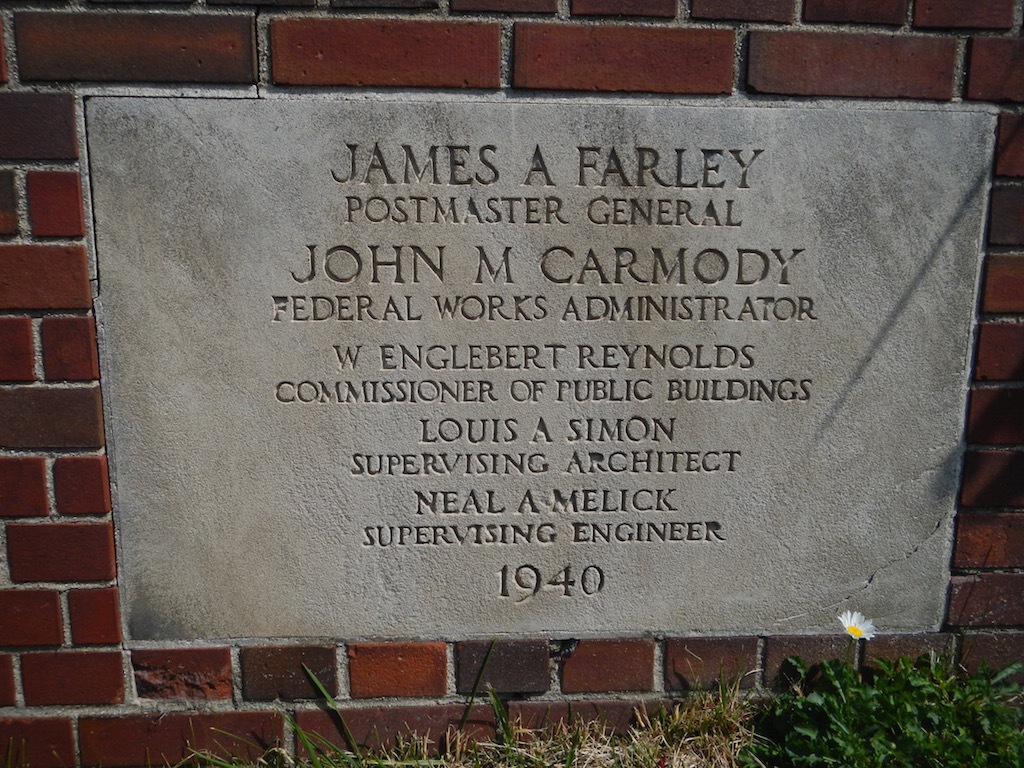 JAMES A FARLEY
POSTMASTER GENERAL
JOHN M CARMODY
FEDERAL WORKS ADMINISTRATOR
W ENGLEBERT REYNOLDS
COMMISSIONER OF PUBLIC BUILDINGS
LOUIS A SIMON
SUPERVISING ARCHITECT
NEAL A MELICK
SUPERVISING ENGINEER
1940